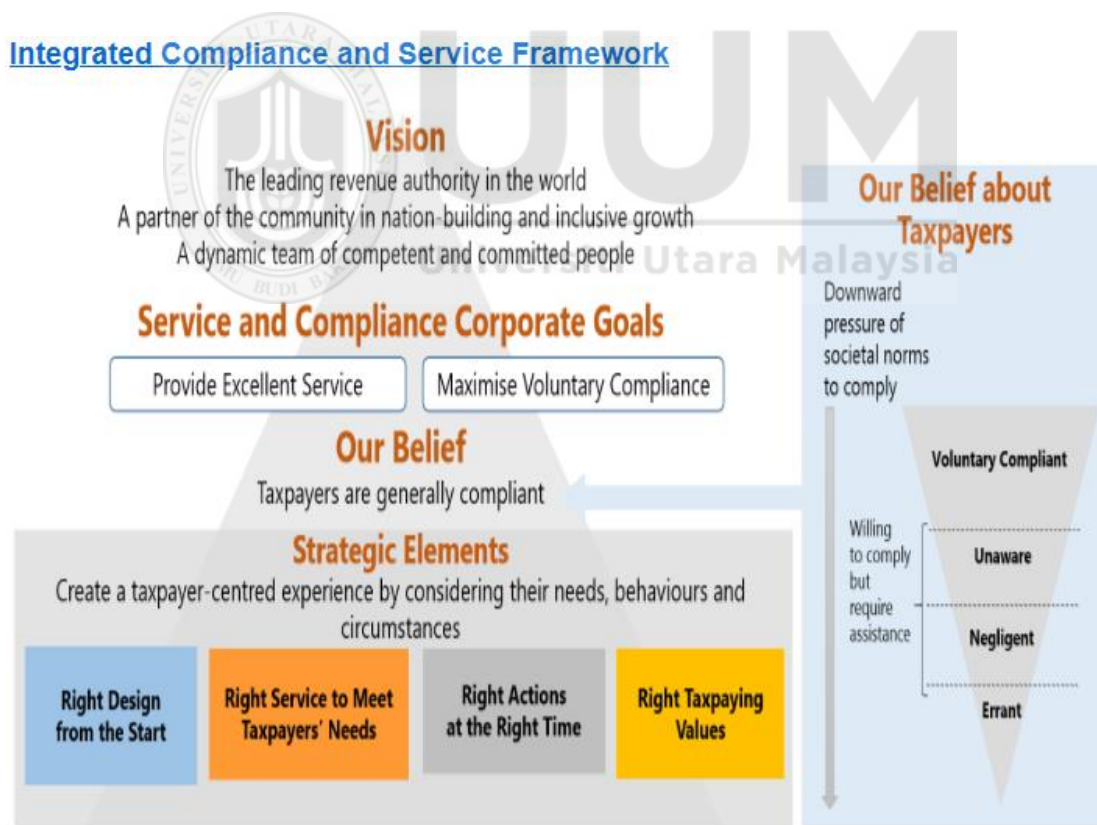 Integrated Compliance and Service Framework
UUM
Universiti Utara Malaysia
UNIVERSITI UTARA MALAYSIA
BUDI
Vision
The leading revenue authority in the world
A partner of the community in nation-building and inclusive growth
A dynamic team of competent and committed people
Service and Compliance Corporate Goals
Provide Excellent Service
Maximise Voluntary Compliance
Our Belief
Taxpayers are generally compliant
Strategic Elements
Create a taxpayer-centred experience by considering their needs, behaviours and
circumstances
Right Design
from the Start
Right Service to Meet
Taxpayers' Needs
Right Actions
at the Right Time
Right Taxpaying
Values
Our Belief about
Taxpayers
Downward
pressure of
societal norms
to comply
Voluntary Compliant
Willing
to comply
but
require
assistance
Unaware
Negligent
Errant